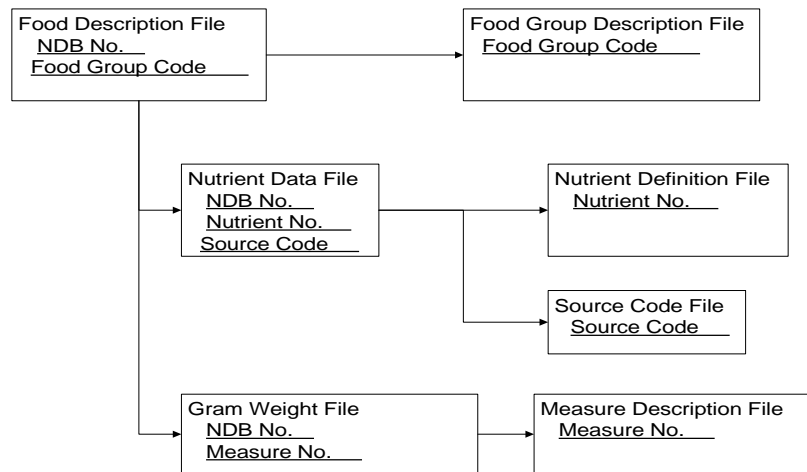 Food Description File
NDB No.
Food Group Code
Food Group Description File
Food Group Code
Nutrient Data File
NDB No.
Nutrient No.
Source Code
Nutrient Definition File
Nutrient No.
Source Code File
Source Code
Gram Weight File
NDB No.
Measure No.
Measure Description File
Measure No.